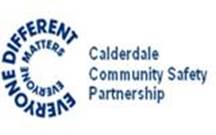 EVERYONE DIFFERENT
EVERYONE MATTERS
Calderdale
Community Safety
Partnership